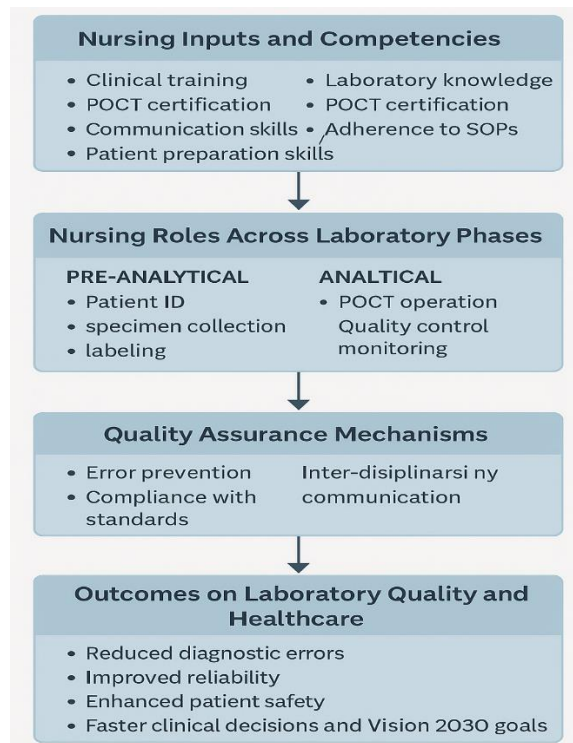 Nursing Inputs and Competencies
• Clinical training
• POCT certification
• Communication skills
• Patient preparation skills
• Laboratory knowledge
• POCT certification
• Adherence to SOPs
Nursing Roles Across Laboratory Phases
PRE-ANALYTICAL
• Patient ID
• specimen collection
• labeling
ANALTICAL
• POCT operation
Quality control
monitoring
Quality Assurance Mechanisms
• Error prevention
• Compliance with
standards
Inter-disiplinarsi ny
communication
Outcomes on Laboratory Quality and
Healthcare
• Reduced diagnostic errors
• Improved reliability
• Enhanced patient safety
• Faster clinical decisions and Vision 2030 goals